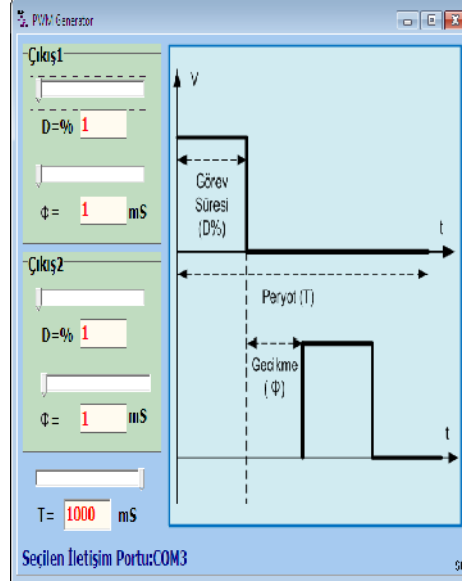 PWM Generator
Çıkış1
D=% 1
Φ = 1 mS
Çıkış2
D=% 1
Φ = 1 mS
T= 1000 mS
Seçilen İletişim Portu:COM3
V
Görev
Süresi
(D%)
t
Peryot (T)
Gecikme
( Φ)
t